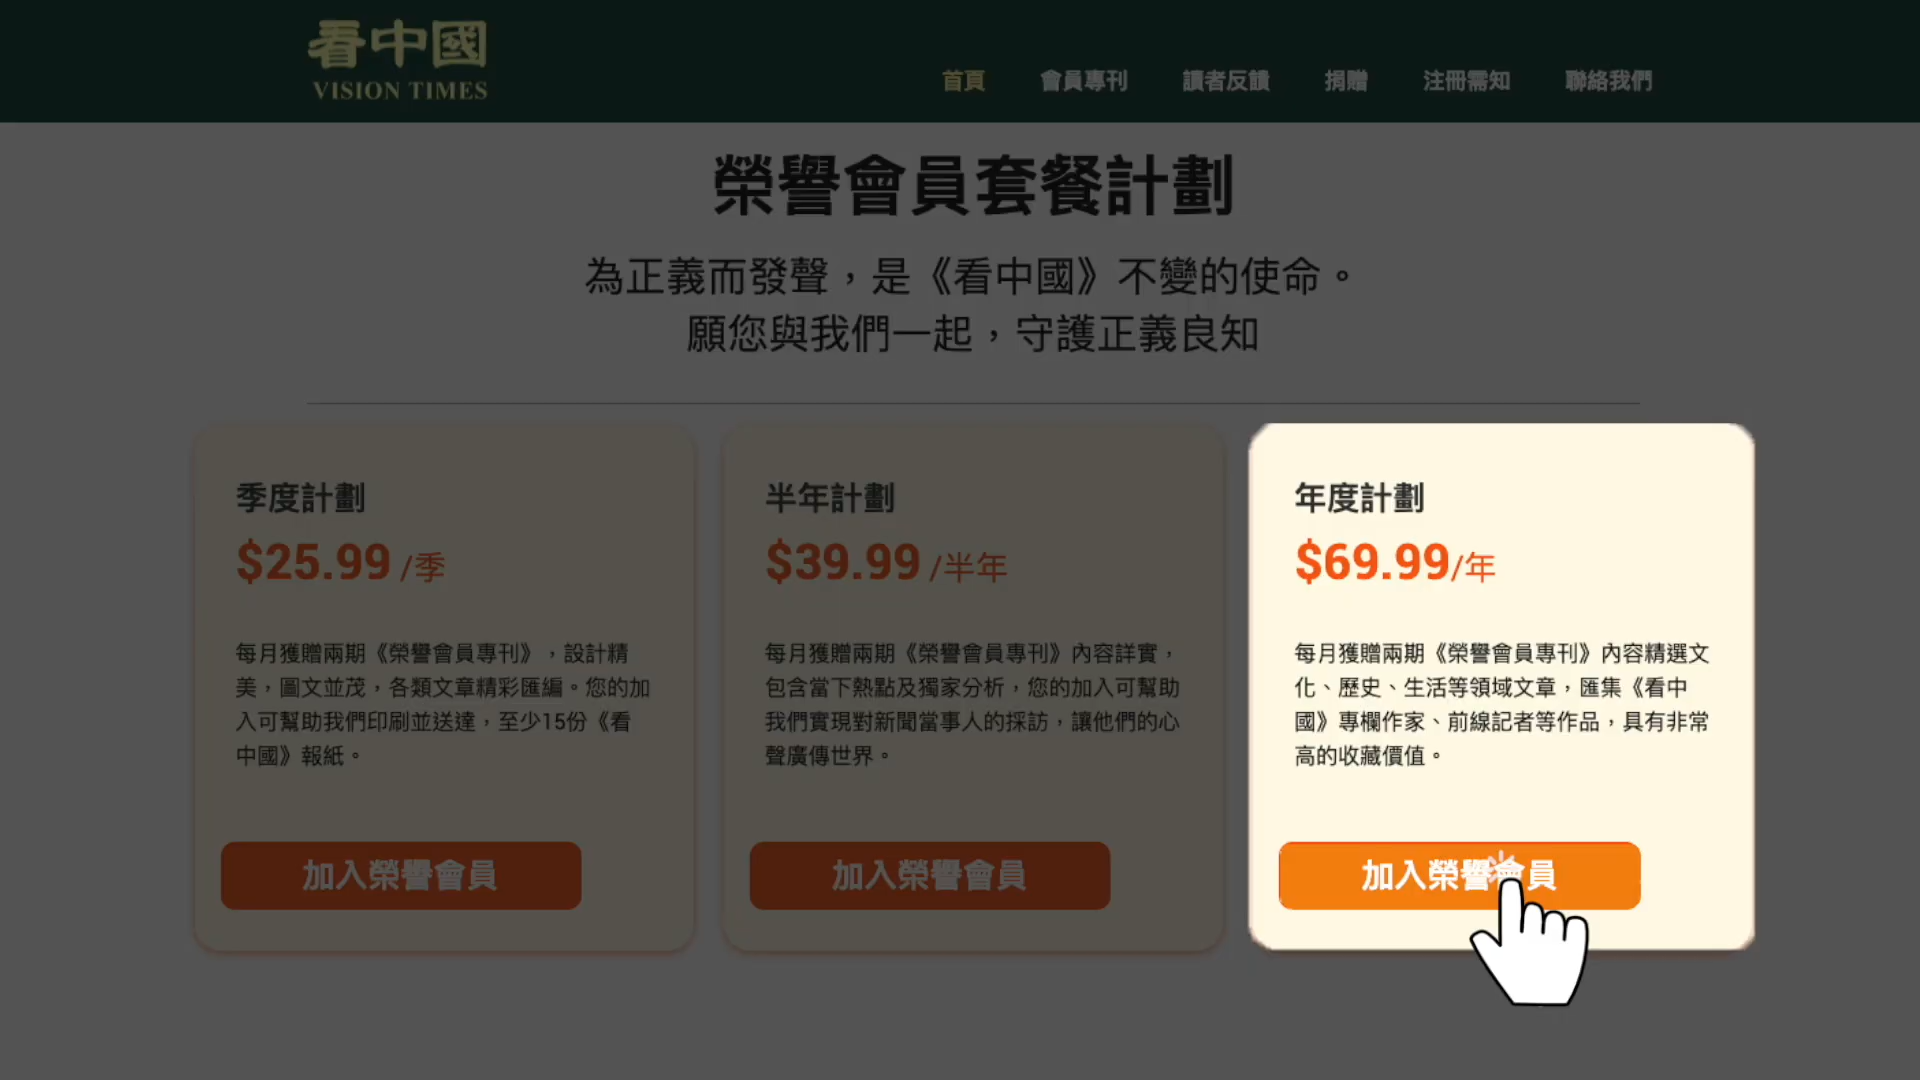 看中國
VISION TIMES
首頁
會員專刊
讀者反饋
捐贈
注冊需知
聯絡我們
榮譽會員套餐計劃
為正義而發聲，是《看中國》不變的使命。
願您與我們一起，守護正義良知
季度計劃
$25.99 /季
每月獲贈兩期《榮譽會員專刊》，設計精
美，圖文並茂，各類文章精彩匯編。您的加
入可幫助我們印刷並送達，至少15份《看
中國》報紙。
加入榮譽會員
半年計劃
$39.99 /半年
每月獲贈兩期《榮譽會員專刊》內容詳實，
包含當下熱點及獨家分析，您的加入可幫助
我們實現對新聞當事人的採訪，讓他們的心
聲廣傳世界。
加入榮譽會員
年度計劃
$69.99/年
每月獲贈兩期《榮譽會員專刊》內容精選文
化、歷史、生活等領域文章，匯集《看中
國》專欄作家、前線記者等作品，具有非常
高的收藏價值。
加入榮譽會員